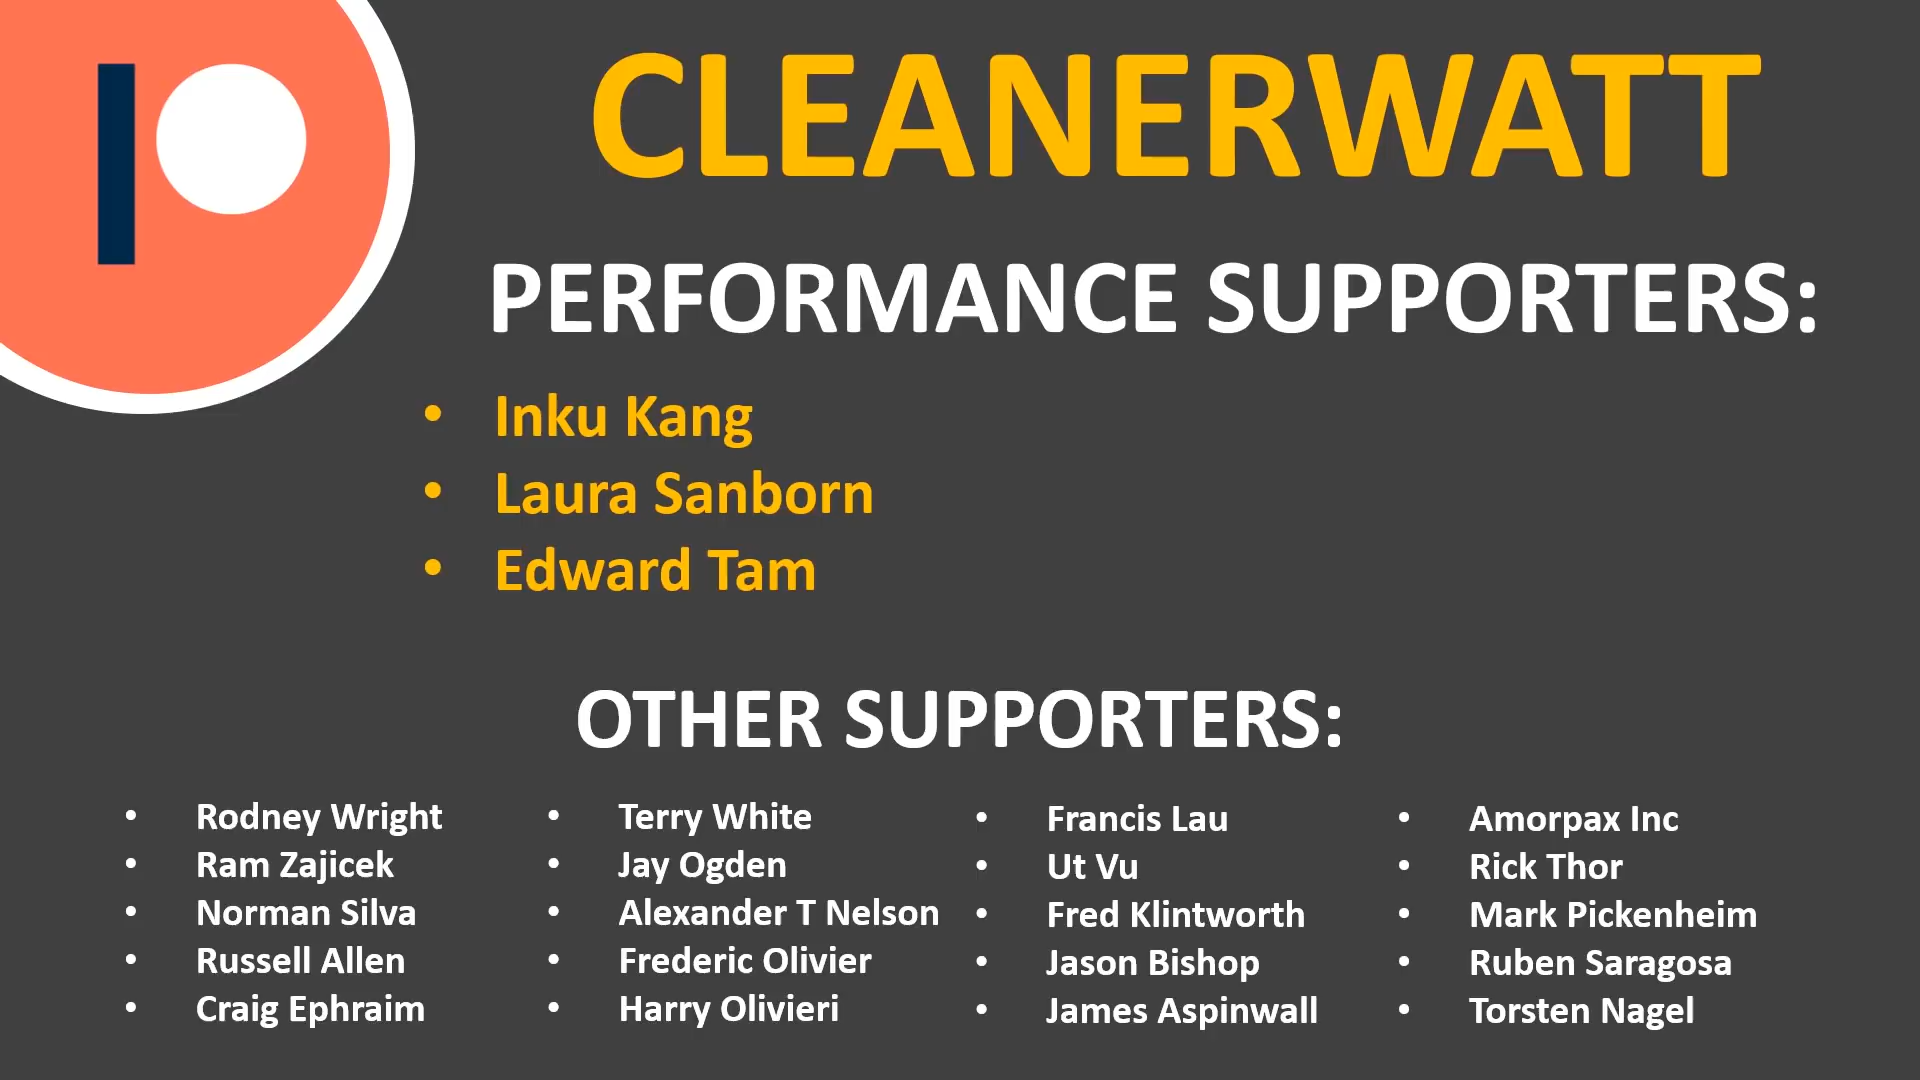 CLEANERWATT
PERFORMANCE SUPPORTERS:
• Inku Kang
• Laura Sanborn
• Edward Tam
OTHER SUPPORTERS:
• Rodney Wright
• Ram Zajicek
• Norman Silva
• Russell Allen
• Craig Ephraim
• Terry White
• Jay Ogden
• Alexander T Nelson
• Frederic Olivier
• Harry Olivieri
• Francis Lau
• Ut Vu
• Fred Klintworth
• Jason Bishop
• James Aspinwall
• Amorpax Inc
• Rick Thor
• Mark Pickenheim
• Ruben Saragosa
• Torsten Nagel